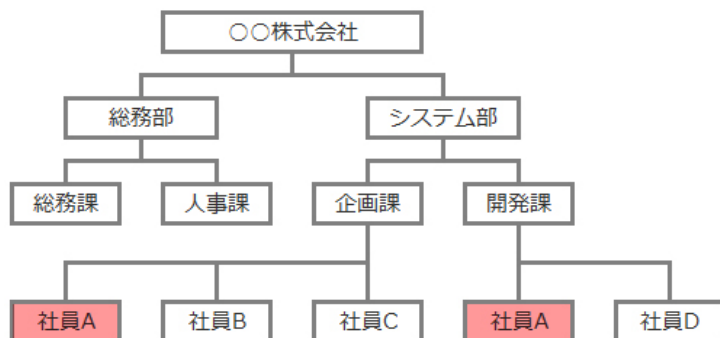 ○○株式会社
総務部
システム部
総務課
人事課
企画課
開発課
社員A
社員B
社員C
社員A
社員D